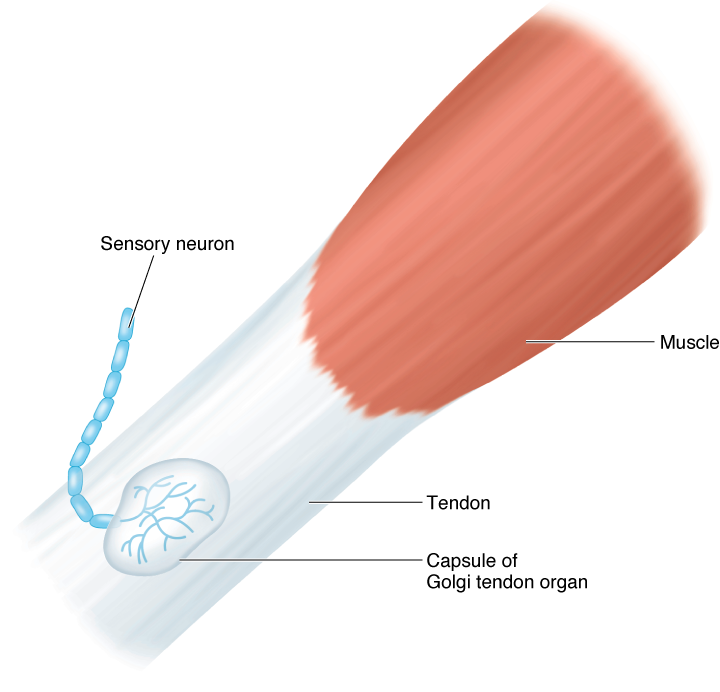 Sensory neuron
Muscle
Tendon
Capsule of
Golgi tendon organ